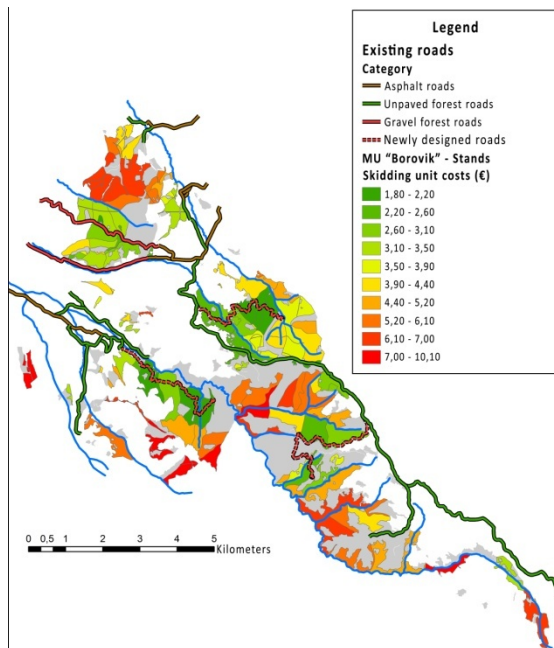 Legend
Existing roads
Category
Asphalt roads
Unpaved forest roads
Gravel forest roads
Newly designed roads
MU "Borovik" - Stands
Skidding unit costs (€)
1,80 - 2,20
2,20 - 2,60
2,60 - 3,10
3,10 - 3,50
3,50 - 3,90
3,90 - 4,40
4,40 - 5,20
5,20 - 6,10
6,10 - 7,00
7,00 - 10,10
0 0,5 1 2 3 4 5
Kilometers